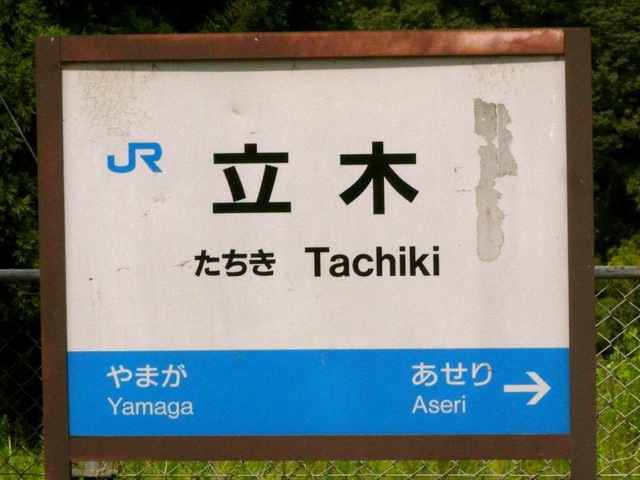 JR 立木
たちき Tachiki
やまが あせり →
Yamaga Aseri